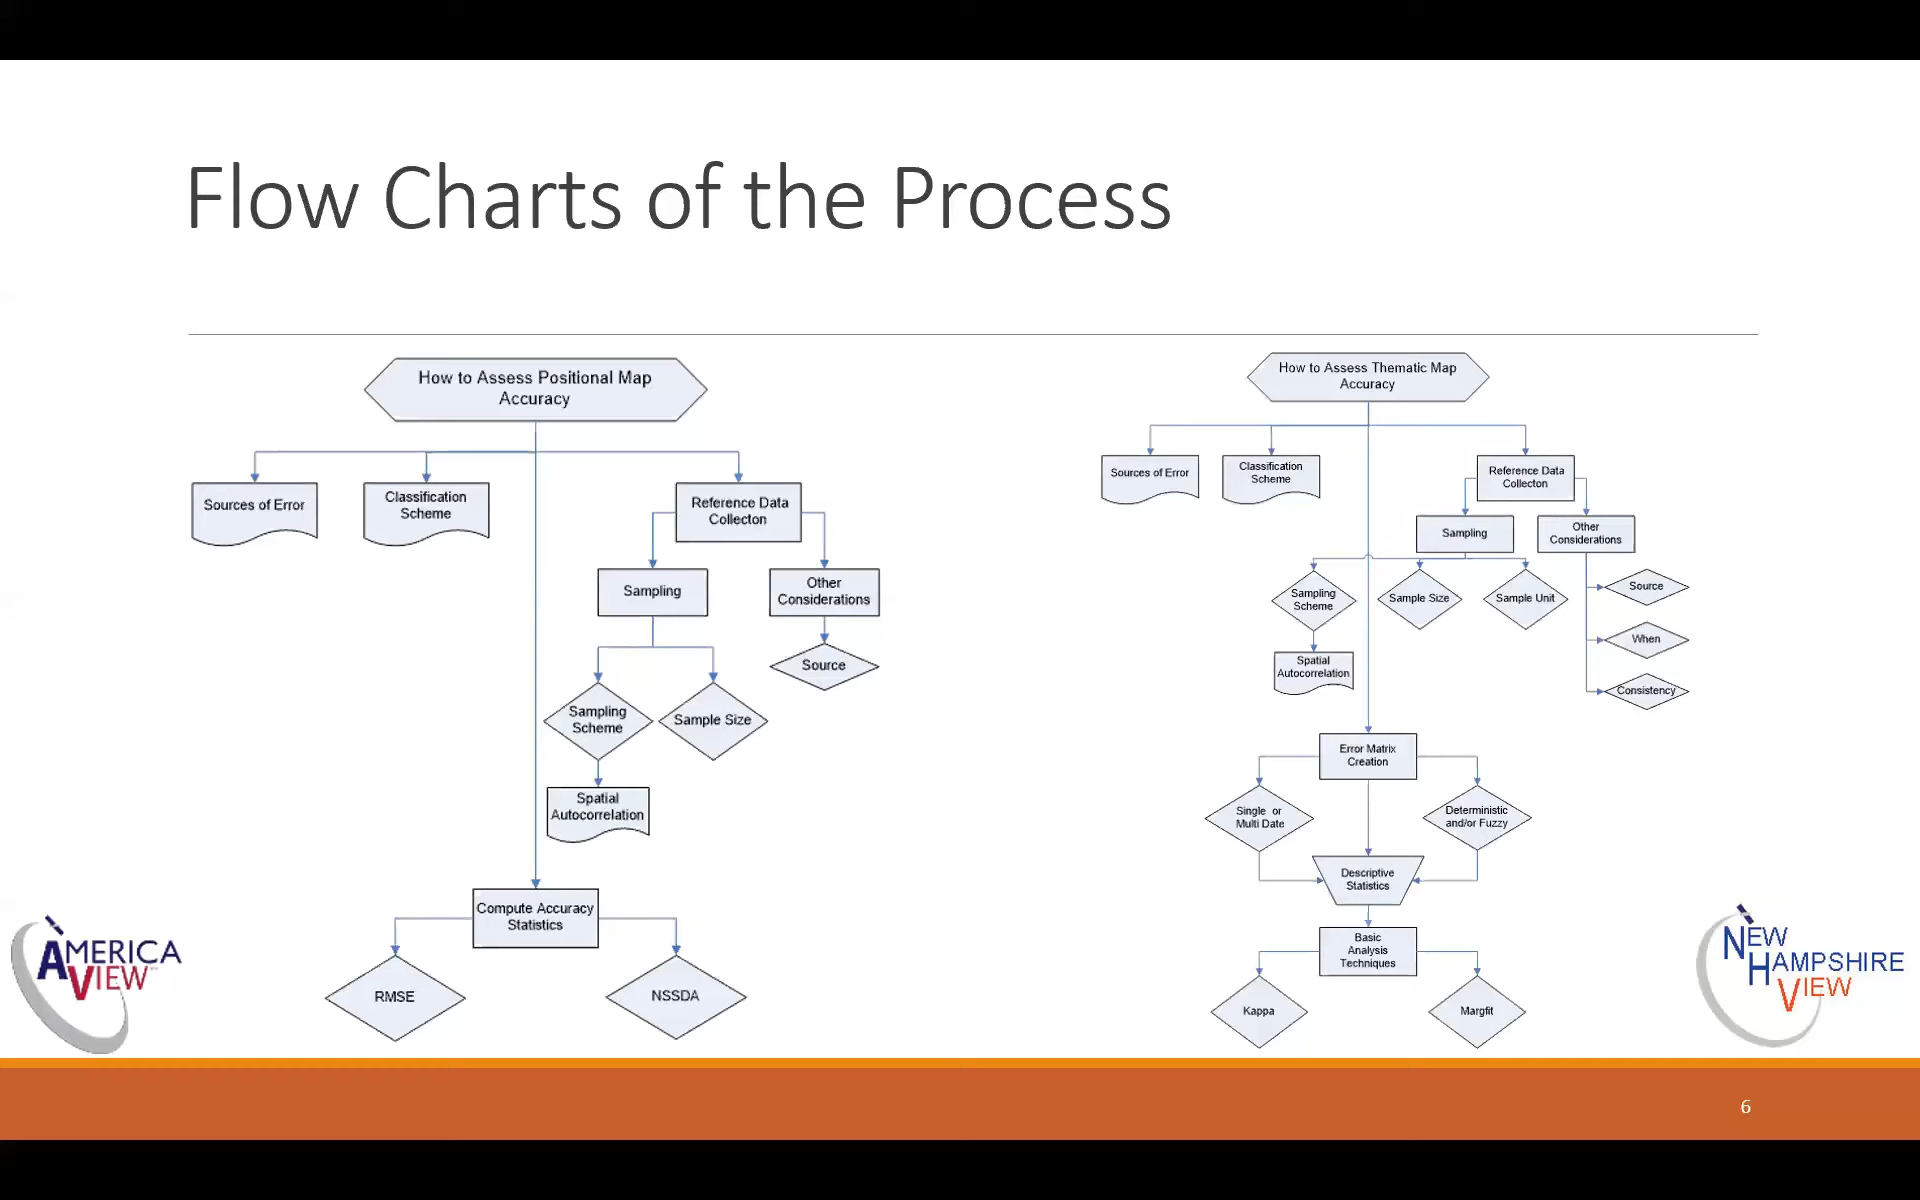 Flow Charts of the Process
How to Assess Positional Map
Accuracy
Sources of Error
Classification
Scheme
Reference Data
Collecton
Sampling
Other
Considerations
Source
Sampling
Scheme
Sample Size
Spatial
Autocorrelation
Compute Accuracy
Statistics
RMSE
NSSDA
How to Assess Thematic Map
Accuracy
Sources of Error
Classification
Scheme
Reference Data
Collecton
Sampling
Other
Considerations
Sampling
Scheme
Sample Size
Sample Unit
Source
When
Consistency
Spatial
Autocorrelation
Error Matrix
Creation
Single or
Multi Date
Deterministic
and/or Fuzzy
Descriptive
Statistics
Basic
Analysis
Techniques
Kappa
Margfit
AMERICA
VIEW
NEW
HAMPSHIRE
VIEW
6